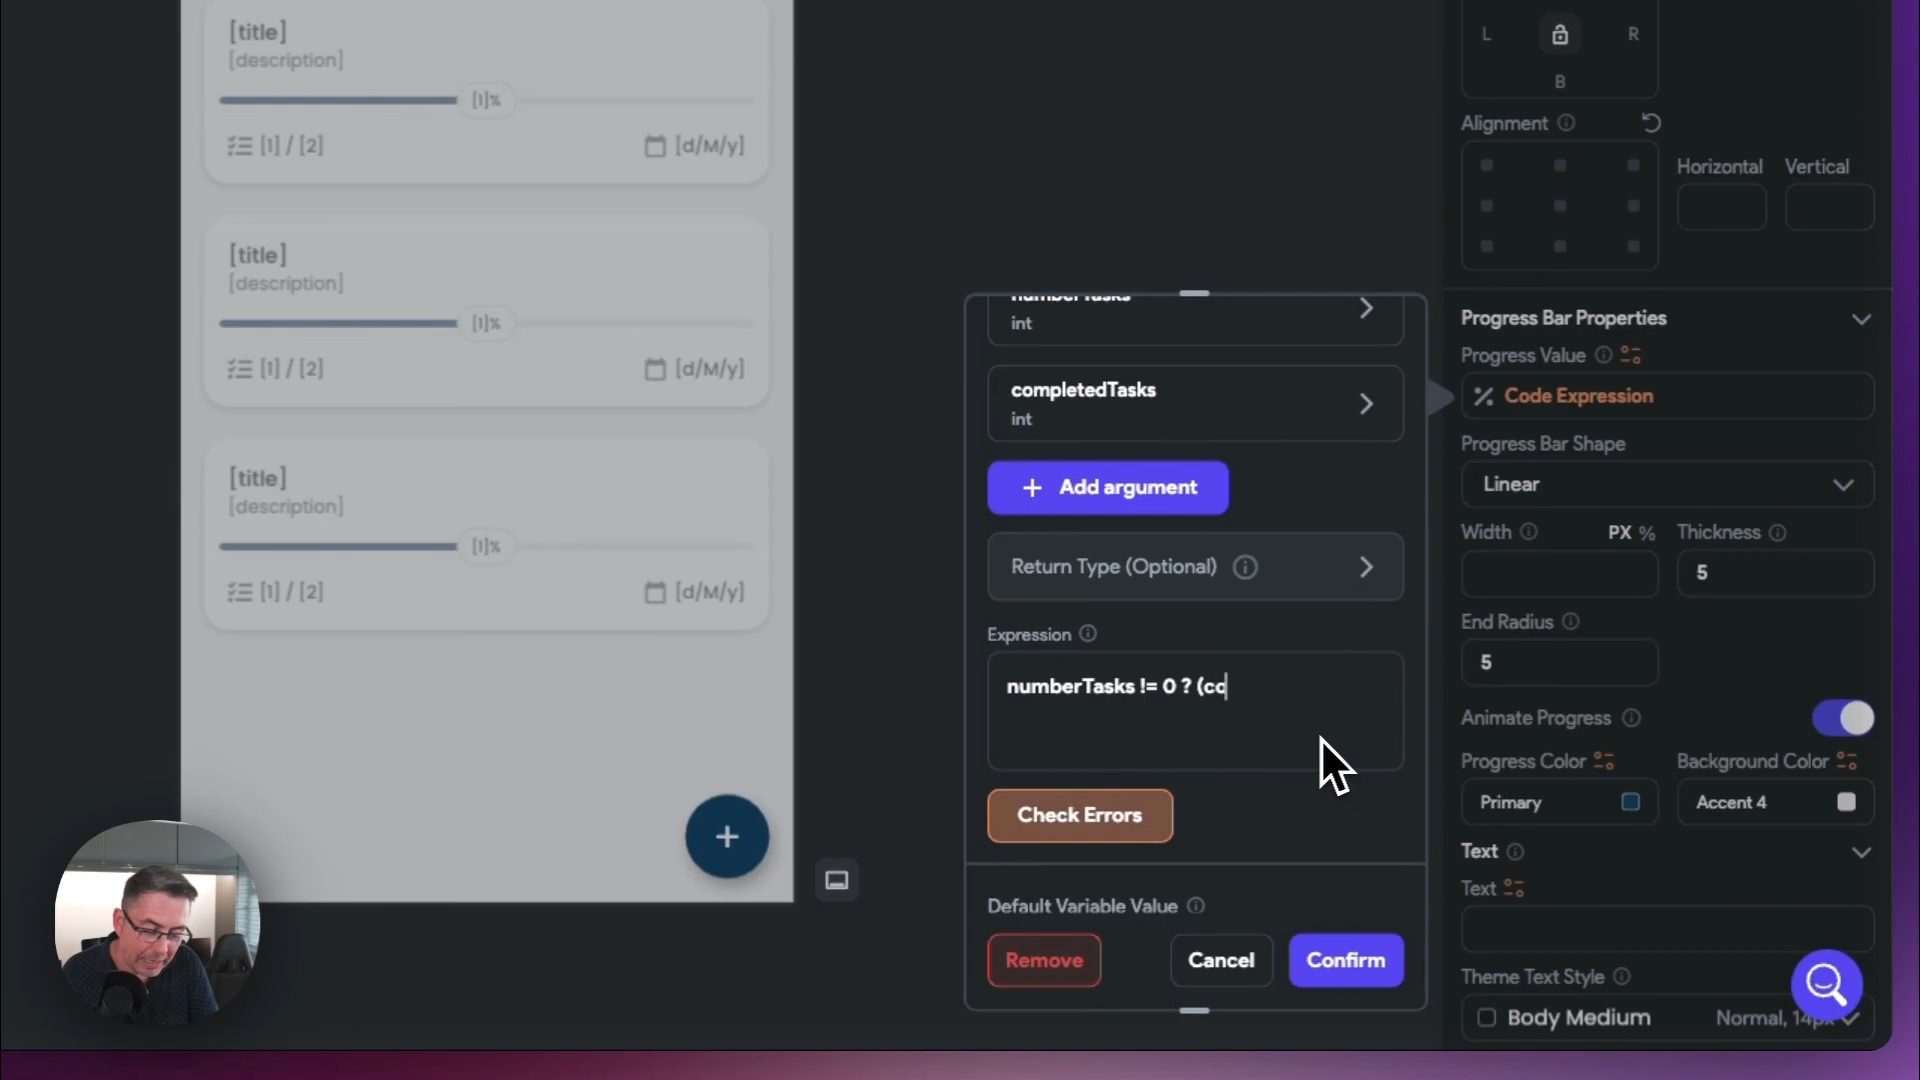 [title]
[description]
[1]%
[1] / [2]
[d/M/y]
[title]
[description]
[1]%
[1] / [2]
[d/M/y]
[title]
[description]
[1]%
[1] / [2]
[d/M/y]
+
numberTasks
int
completedTasks
int
+ Add argument
Return Type (Optional)
Expression
numberTasks != 0 ? (co
Check Errors
Default Variable Value
Remove
Cancel
Confirm
L
R
B
Alignment
Horizontal
Vertical
Progress Bar Properties
Progress Value
Code Expression
Progress Bar Shape
Linear
Width
PX %
Thickness
5
End Radius
5
Animate Progress
Progress Color
Background Color
Primary
Accent 4
Text
Text
Theme Text Style
Body Medium
Normal, 14px